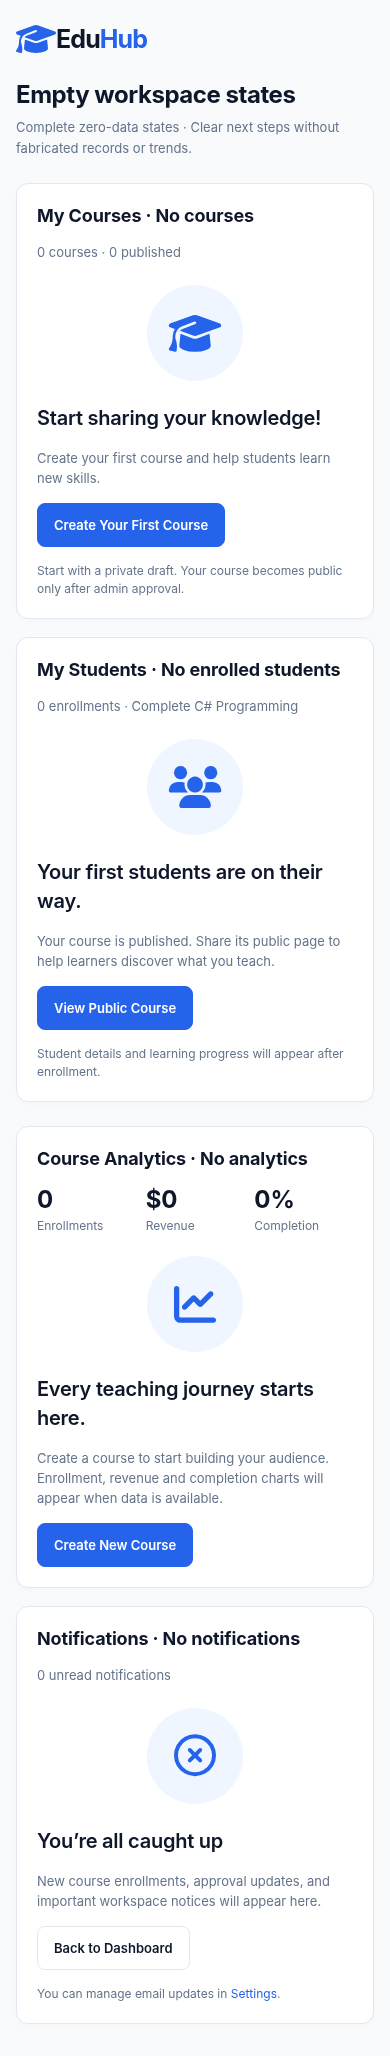 EduHub
Empty workspace states
Complete zero-data states · Clear next steps without
fabricated records or trends.
My Courses · No courses
0 courses · 0 published
Start sharing your knowledge!
Create your first course and help students learn
new skills.
Create Your First Course
Start with a private draft. Your course becomes public
only after admin approval.
My Students · No enrolled students
0 enrollments · Complete C# Programming
Your first students are on their
way.
Your course is published. Share its public page to
help learners discover what you teach.
View Public Course
Student details and learning progress will appear after
enrollment.
Course Analytics · No analytics
0 $0 0%
Enrollments Revenue Completion
Every teaching journey starts
here.
Create a course to start building your audience.
Enrollment, revenue and completion charts will
appear when data is available.
Create New Course
Notifications · No notifications
0 unread notifications
You’re all caught up
New course enrollments, approval updates, and
important workspace notices will appear here.
Back to Dashboard
You can manage email updates in Settings.